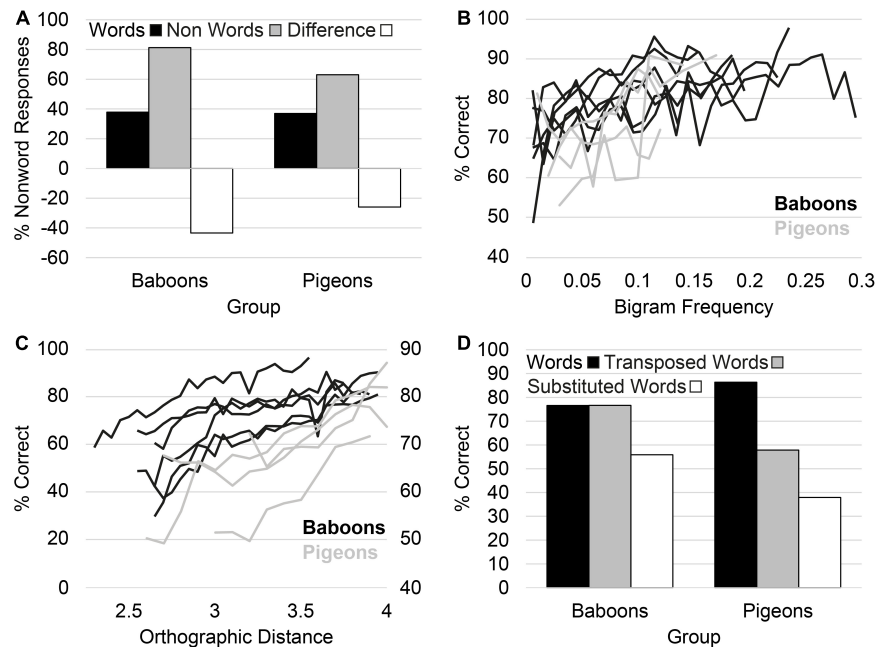 A
% Nonword Responses
100
80
60
40
20
0
-20
-40
-60
Words Non Words Difference
Baboons Pigeons
Group
B
% Correct
100
90
80
70
60
50
40
Baboons
Pigeons
0 0.05 0.1 0.15 0.2 0.25 0.3
Bigram Frequency
C
% Correct
100
80
60
40
20
0
90
80
70
60
50
40
Baboons
Pigeons
2.5 3 3.5 4
Orthographic Distance
D
% Correct
100
90
80
70
60
50
40
30
20
10
0
Words Transposed Words
Substituted Words
Baboons Pigeons
Group